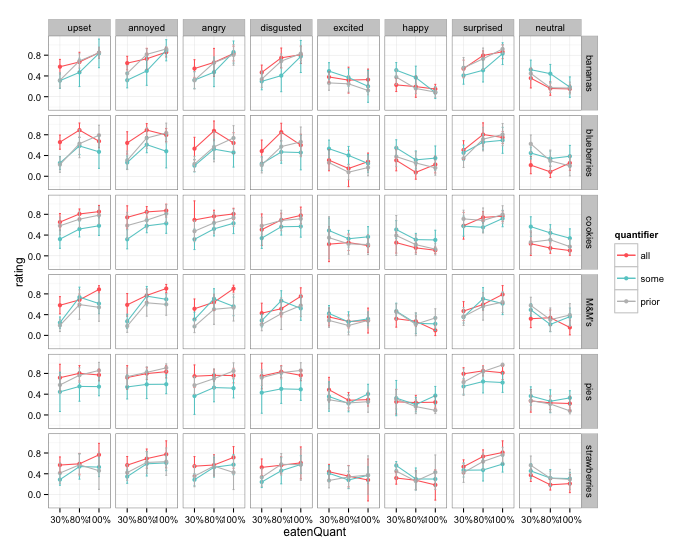 upset annoyed angry disgusted excited happy surprised neutral
0.8
0.4
0.0
bananas
0.8
0.4
0.0
blueberries
0.8
0.4
0.0
cookies
0.8
0.4
0.0
M&M's
0.8
0.4
0.0
pies
0.8
0.4
0.0
strawberries
30%80%100% 30%80%100% 30%80%100% 30%80%100% 30%80%100% 30%80%100% 30%80%100% 30%80%100%
eatenQuant
rating
quantifier
all
some
prior